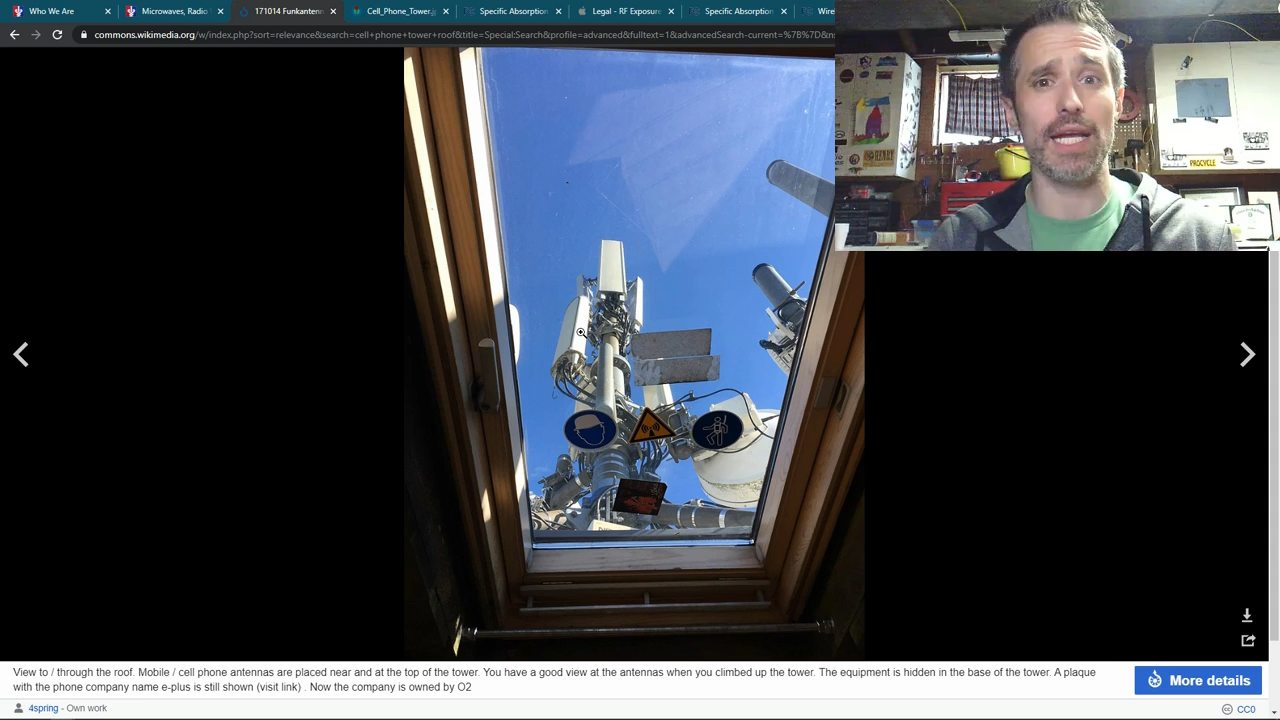 Who We Are
Microwaves, Radio
171014 Funkantenn
Cell_Phone_Tower.j
Specific Absorption
Legal - RF Exposure
Specific Absorption
Wire
commons.wikimedia.org/w/index.php?sort=relevance&search=cell+phone+tower+roof&title=Special:Search&profile=advanced&fulltext=1&advancedSearch-current=%7B%7D&n
HENRY
PROCYCLE
View to / through the roof. Mobile / cell phone antennas are placed near and at the top of the tower. You have a good view at the antennas when you climbed up the tower. The equipment is hidden in the base of the tower. A plaque
with the phone company name e-plus is still shown (visit link) . Now the company is owned by O2
More details
4spring - Own work
CC0